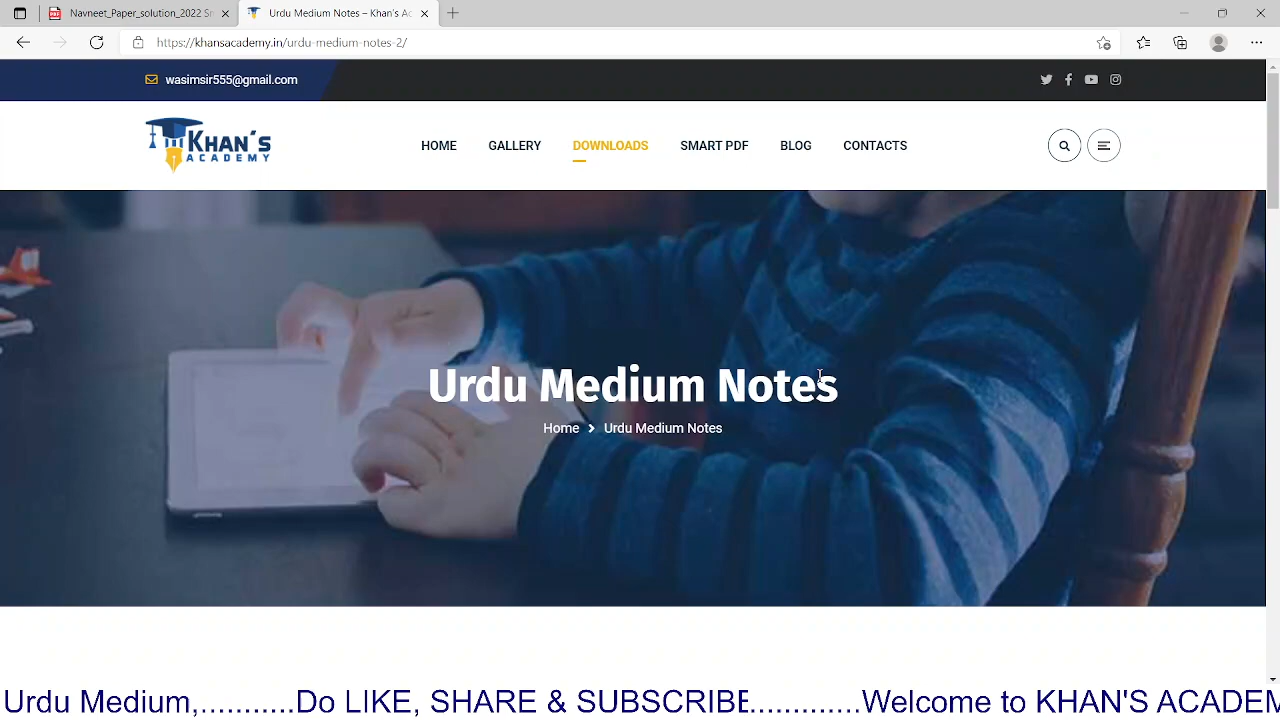 Navneet_Paper_solution_2022 Sm
Urdu Medium Notes – Khan's Ac
https://khansacademy.in/urdu-medium-notes-2/
wasimsir555@gmail.com
KHAN'S
ACADEMY
HOME GALLERY DOWNLOADS SMART PDF BLOG CONTACTS
Urdu Medium Notes
Home Urdu Medium Notes
Urdu Medium,...........Do LIKE, SHARE & SUBSCRIBE.............Welcome to KHAN'S ACADEM